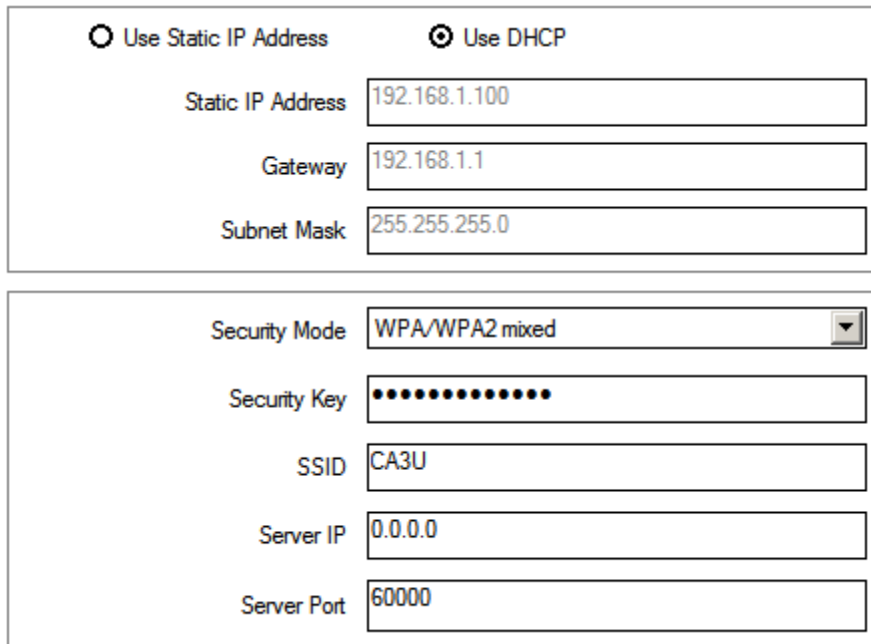 Use Static IP Address Use DHCP
Static IP Address 192.168.1.100
Gateway 192.168.1.1
Subnet Mask 255.255.255.0
Security Mode WPA/WPA2 mixed
Security Key •••••••••••••
SSID CA3U
Server IP 0.0.0.0
Server Port 60000